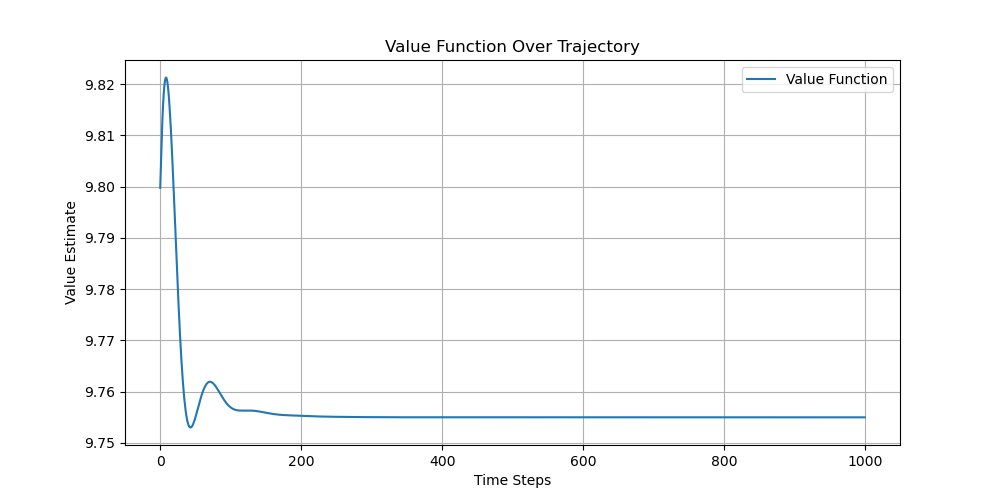 Value Function Over Trajectory
Value Function
Value Estimate
9.82
9.81
9.80
9.79
9.78
9.77
9.76
9.75
0 200 400 600 800 1000
Time Steps